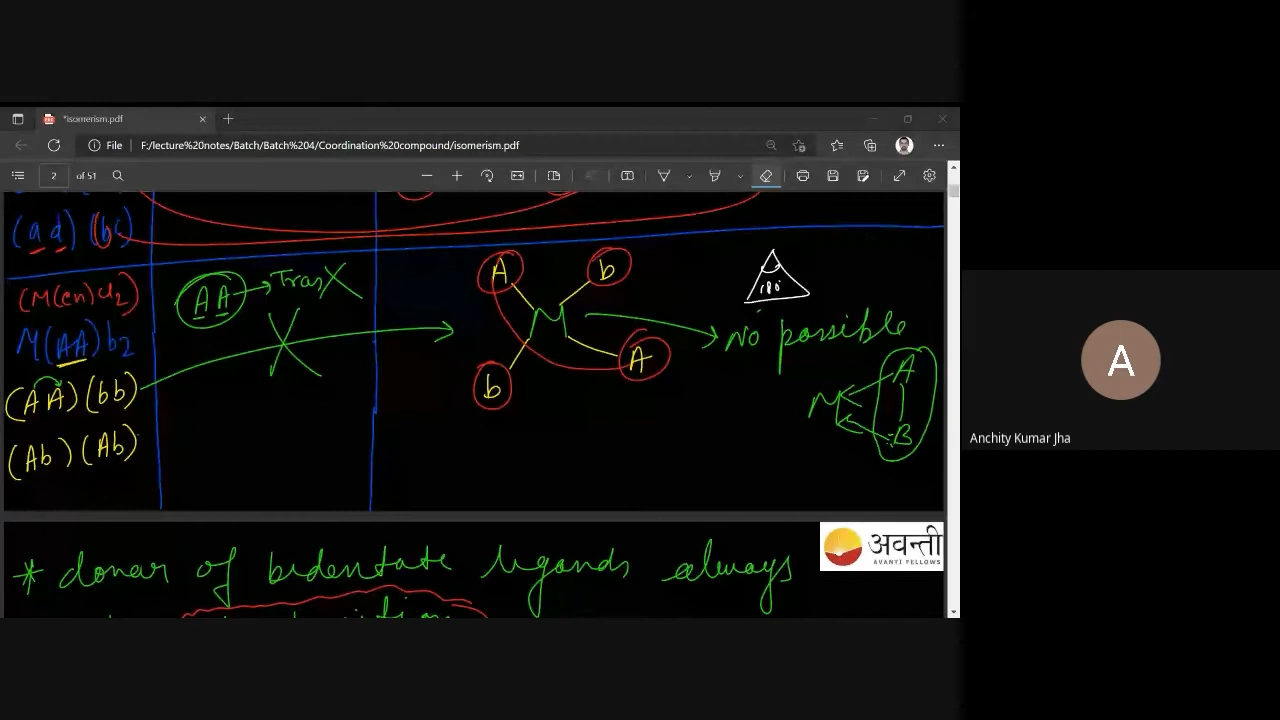 *isomerism.pdf
File F:/lecture%20notes/Batch/Batch%204/Coordination%20compound/isomerism.pdf
2 of 51
(ad) (bc)
(M(en)Cl2)
M(AA)b2
(AA)(bb)
(Ab)(Ab)
AA → Trans X
A b
M
b A
180°
No possible
A
M
B
A
Anchity Kumar Jha
अवन्ती
AVANTI FELLOWS
* donar of bidentate ligands always